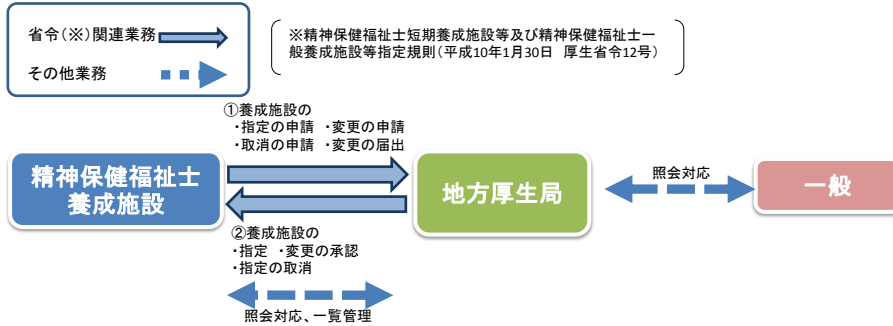 省令(※)関連業務
その他業務
※精神保健福祉士短期養成施設等及び精神保健福祉士一
般養成施設等指定規則(平成10年1月30日 厚生省令12号)
①養成施設の
・指定の申請 ・変更の申請
・取消の申請 ・変更の届出
精神保健福祉士
養成施設
地方厚生局
照会対応
一般
②養成施設の
・指定 ・変更の承認
・指定の取消
照会対応、一覧管理